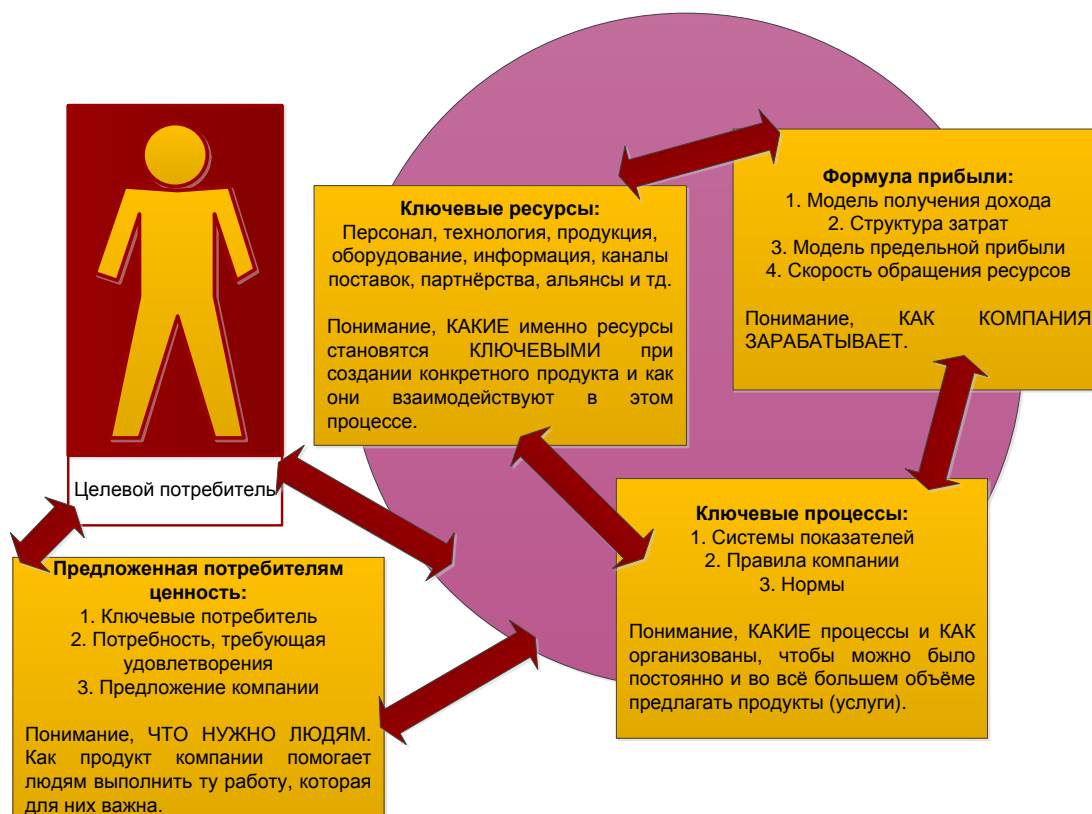 Целевой потребитель
Предложенная потребителям
ценность:
1. Ключевые потребитель
2. Потребность, требующая
удовлетворения
3. Предложение компании
Понимание, ЧТО НУЖНО ЛЮДЯМ.
Как продукт компании помогает
людям выполнить ту работу, которая
для них важна.
Ключевые ресурсы:
Персонал, технология, продукция,
оборудование, информация, каналы
поставок, партнёрства, альянсы и тд.
Понимание, КАКИЕ именно ресурсы
становятся КЛЮЧЕВЫМИ при
создании конкретного продукта и как
они взаимодействуют в этом
процессе.
Формула прибыли:
1. Модель получения дохода
2. Структура затрат
3. Модель предельной прибыли
4. Скорость обращения ресурсов
Понимание, КАК КОМПАНИЯ
ЗАРАБАТЫВАЕТ.
Ключевые процессы:
1. Системы показателей
2. Правила компании
3. Нормы
Понимание, КАКИЕ процессы и КАК
организованы, чтобы можно было
постоянно и во всё большем объёме
предлагать продукты (услуги).